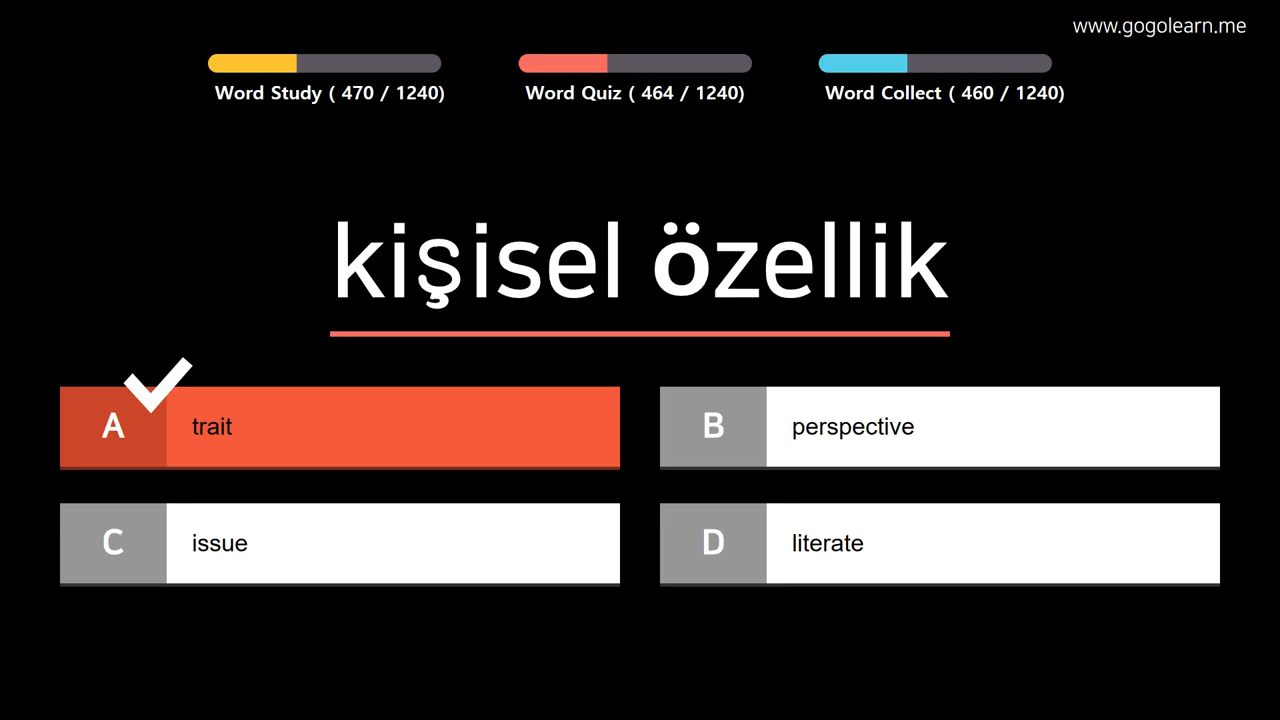 www.gogolearn.me
Word Study ( 470 / 1240)
Word Quiz ( 464 / 1240)
Word Collect ( 460 / 1240)
kişisel özellik
A trait
B perspective
C issue
D literate